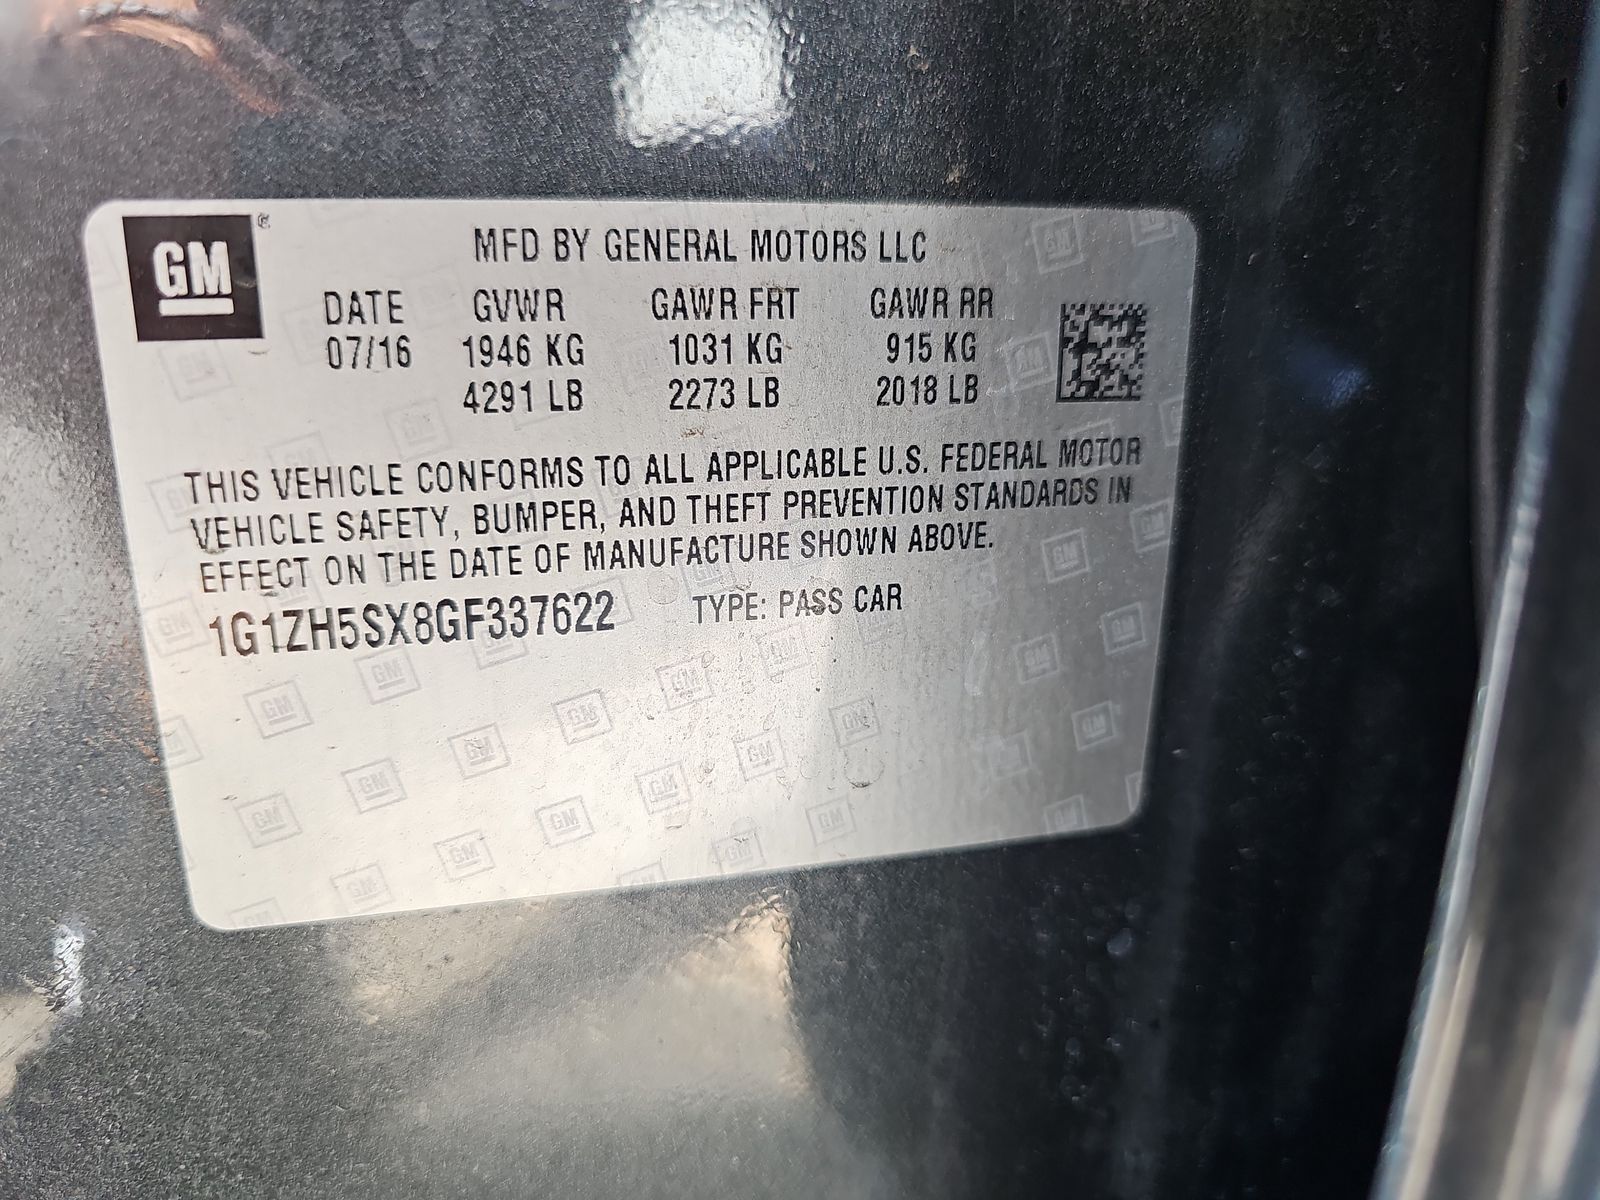 GM
MFD BY GENERAL MOTORS LLC
DATE GVWR GAWR FRT GAWR RR
07/16 1946 KG 1031 KG 915 KG
4291 LB 2273 LB 2018 LB
THIS VEHICLE CONFORMS TO ALL APPLICABLE U.S. FEDERAL MOTOR
VEHICLE SAFETY, BUMPER, AND THEFT PREVENTION STANDARDS IN
EFFECT ON THE DATE OF MANUFACTURE SHOWN ABOVE.
1G1ZH5SX8GF337622 TYPE: PASS CAR